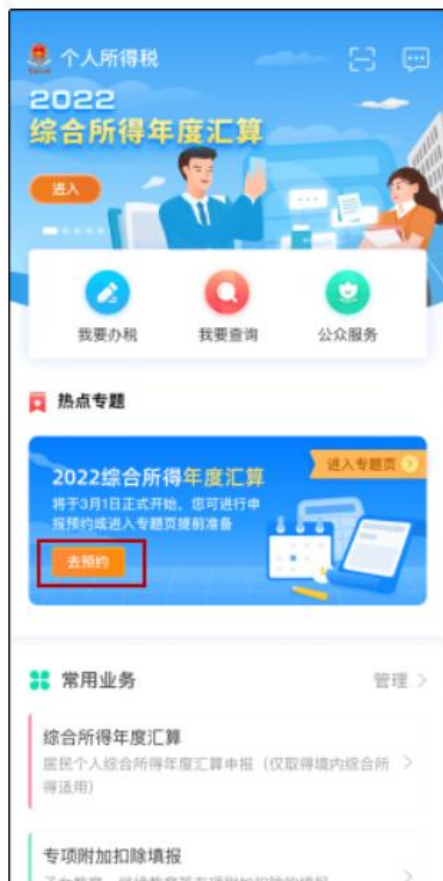 个人所得税
2022
综合所得年度汇算
进入
我要办税
我要查询
公众服务
热点专题
进入专题页
2022综合所得年度汇算
将于3月1日正式开始，您可进行申
报预约或进入专题页提前准备
去预约
常用业务
管理
综合所得年度汇算
居民个人综合所得年度汇算申报（仅取得境内综合所
得适用）
专项附加扣除填报